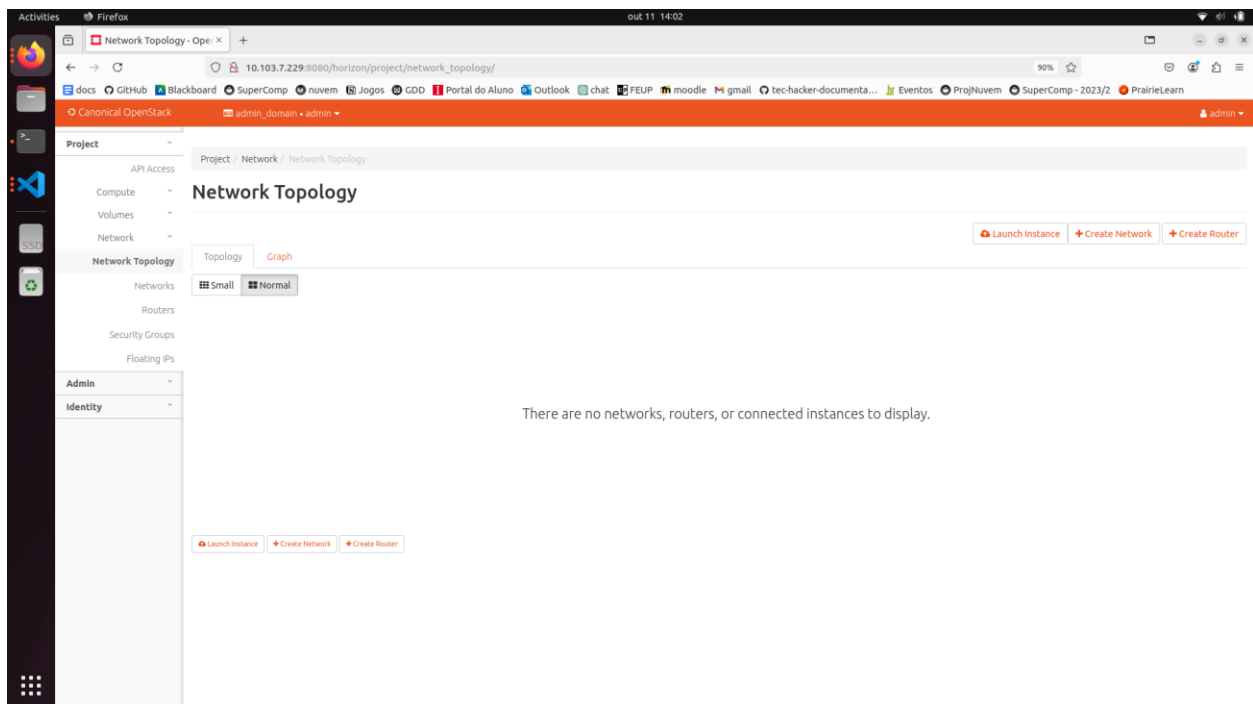 Activities Firefox out 11 14:02
Network Topology - Ope
10.103.7.229:8080/horizon/project/network_topology/ 90%
docs GitHub Blackboard SuperComp nuvem Jogos GDD Portal do Aluno Outlook chat FEUP moodle gmail tec-hacker-documenta... Eventos ProjNuvem SuperComp - 2023/2 PrairieLearn
Canonical OpenStack admin_domain • admin admin
Project
API Access
Compute
Volumes
Network
Network Topology
Networks
Routers
Security Groups
Floating IPs
Admin
Identity
Project / Network / Network Topology
Network Topology
Launch Instance + Create Network + Create Router
Topology Graph
Small Normal
There are no networks, routers, or connected instances to display.
Launch Instance + Create Network + Create Router
SSD